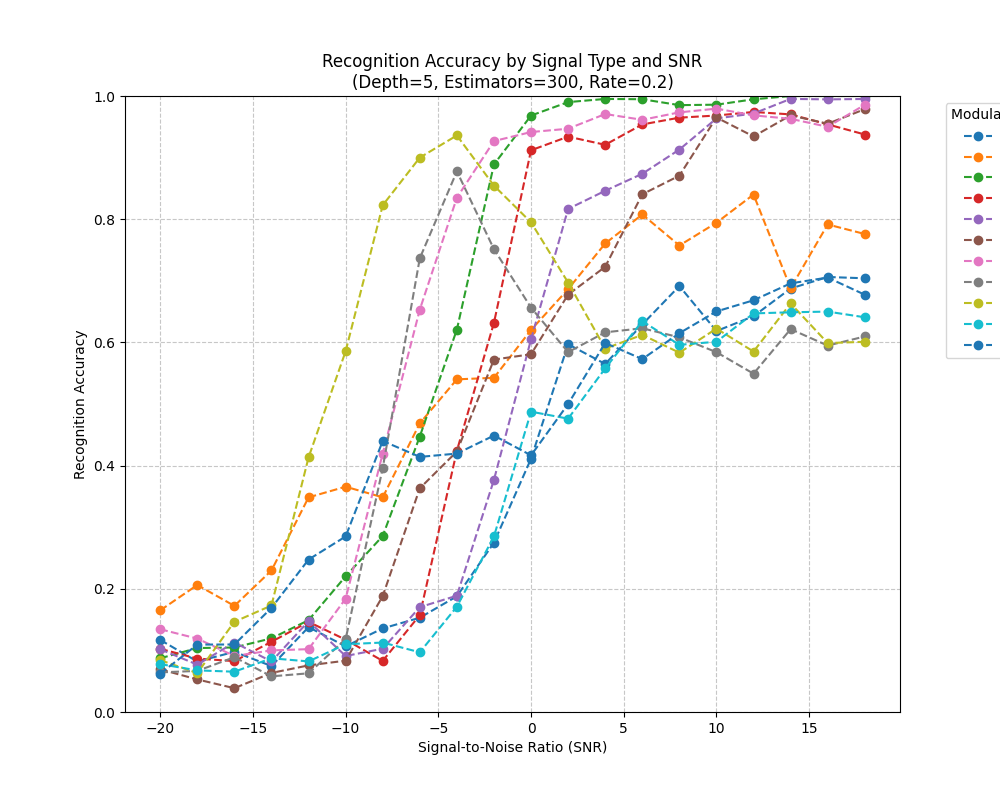 Recognition Accuracy by Signal Type and SNR
(Depth=5, Estimators=300, Rate=0.2)
Modula
1.0
0.8
0.6
0.4
0.2
0.0
Recognition Accuracy
−20 −15 −10 −5 0 5 10 15
Signal-to-Noise Ratio (SNR)